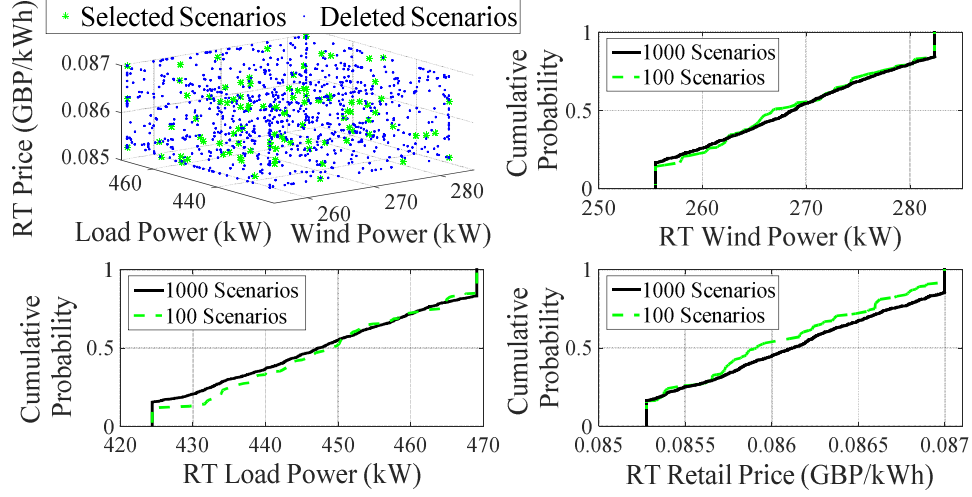 Selected Scenarios
Deleted Scenarios
RT Price (GBP/kWh)
0.087
0.086
0.085
460
440
Load Power (kW)
260
270
280
Wind Power (kW)
Cumulative
Probability
1
0.5
0
1000 Scenarios
100 Scenarios
250
260
270
280
RT Wind Power (kW)
Cumulative
Probability
1
0.5
0
1000 Scenarios
100 Scenarios
420
430
440
450
460
470
RT Load Power (kW)
Cumulative
Probability
1
0.5
0
1000 Scenarios
100 Scenarios
0.085
0.0855
0.086
0.0865
0.087
RT Retail Price (GBP/kWh)